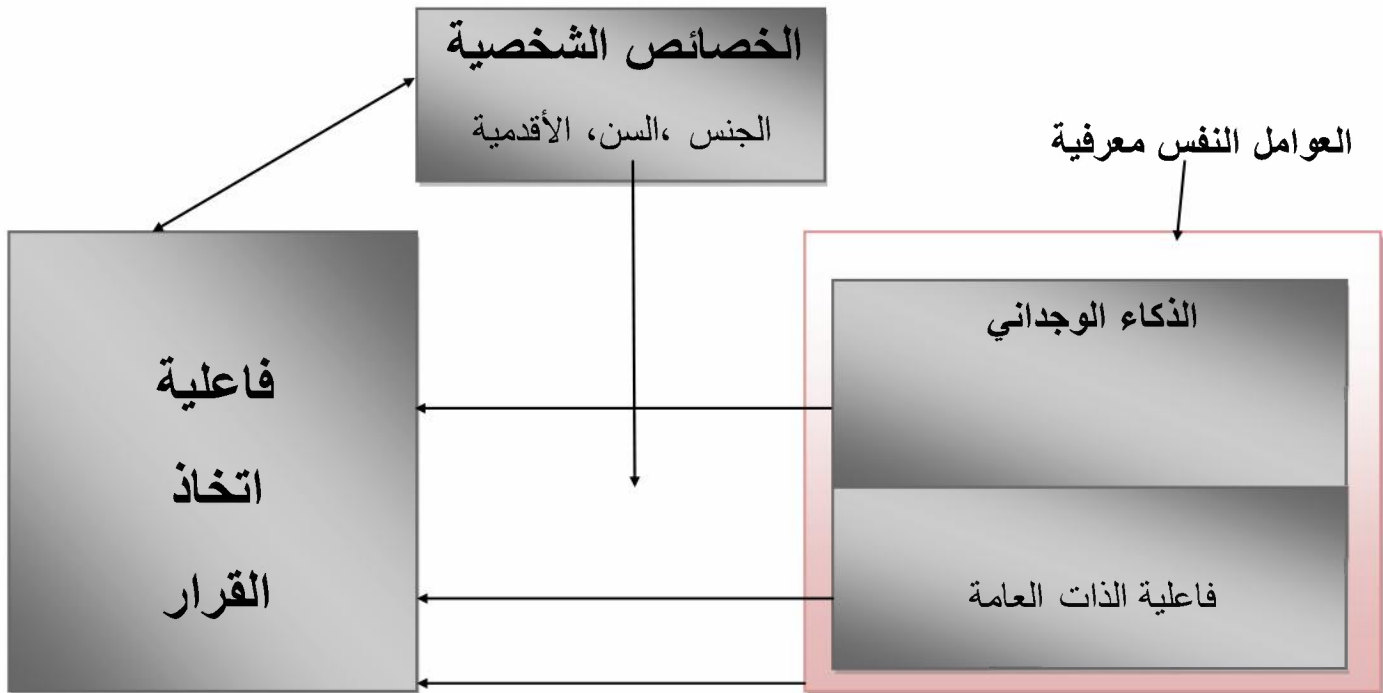 الخصائص الشخصية
الجنس ،السن، الأقدمية
العوامل النفس معرفية
الذكاء الوجداني
فاعلية الذات العامة
فاعلية
اتخاذ
القرار